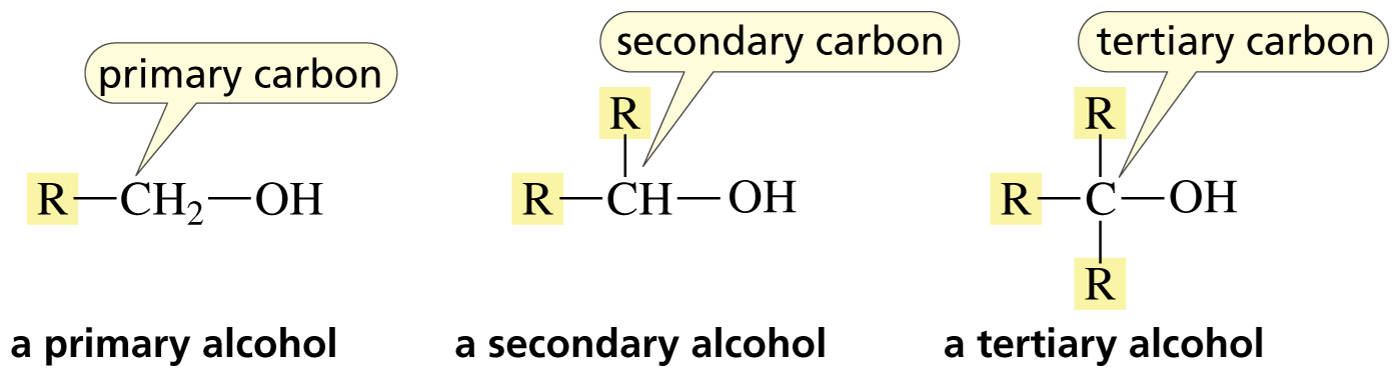 primary carbon
secondary carbon
tertiary carbon
R
R
R—CH₂—OH
R—CH—OH
R—C—OH
R
a primary alcohol
a secondary alcohol
a tertiary alcohol